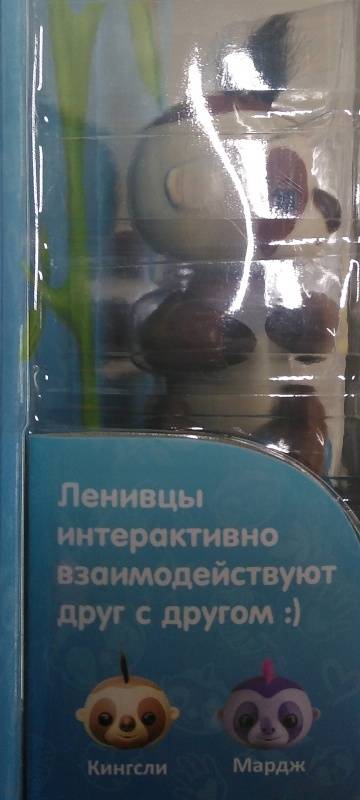 Ленивцы
интерактивно
взаимодействуют
друг с другом :)
Кингсли Мардж